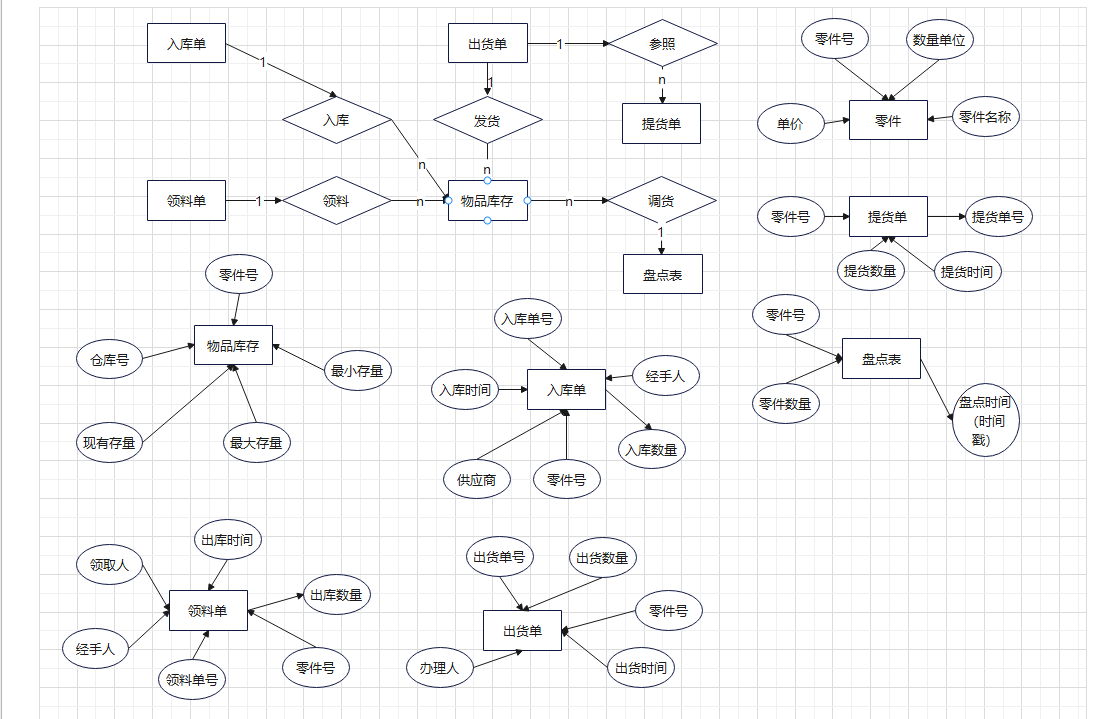 入库单
出货单
1
参照
零件号
数量单位
1
1
n
入库
发货
提货单
单价
零件
零件名称
n
n
领料单
1
领料
n
物品库存
n
调货
零件号
提货单
提货单号
1
零件号
盘点表
提货数量
提货时间
入库单号
零件号
仓库号
物品库存
最小存量
入库时间
入库单
经手人
盘点表
零件数量
盘点时间
（时间
戳）
现有存量
最大存量
入库数量
供应商
零件号
领取人
出库时间
出货单号
出货数量
领料单
出库数量
零件号
出货单
经手人
领料单号
零件号
办理人
出货时间